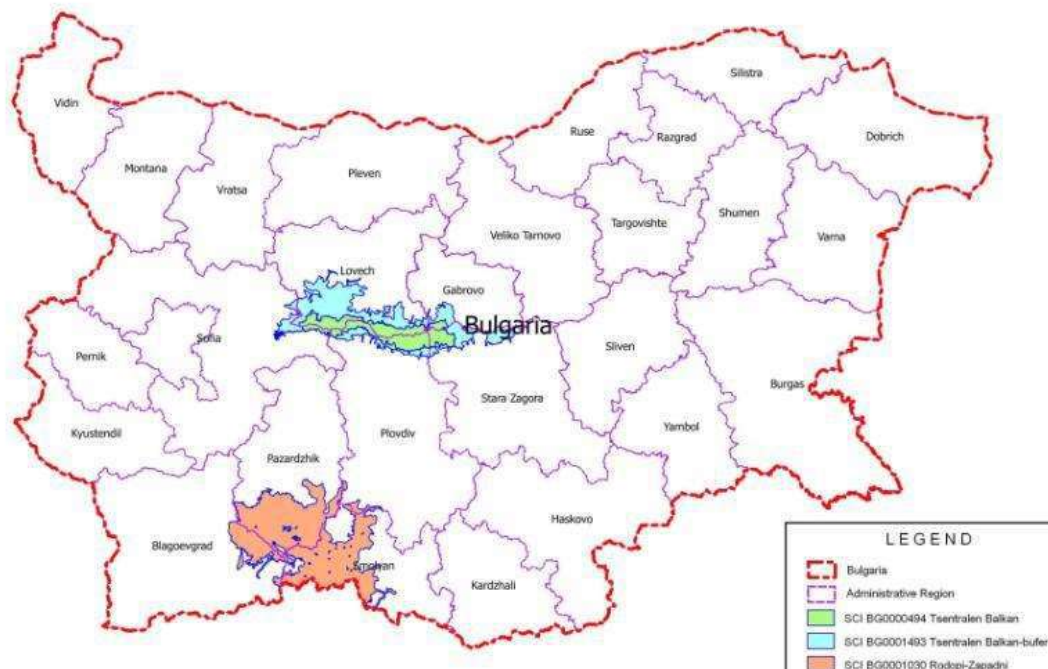 Silistra
Vidin
Ruse
Dobrich
Razgrad
Montana
Pleven
Vratsa
Shumen
Targovishte
Veliko Tarnovo
Varna
Lovech
Gabrovo
Bulgaria
Sofia
Pernik
Sliven
Burgas
Stara Zagora
Yambol
Kyustendil
Plovdiv
Pazardzhik
Haskovo
Blagoevgrad
Smolyan
Kardzhali
LEGEND
Bulgaria
Administrative Region
SCI BG0000494 Tsentralen Balkan
SCI BG0001493 Tsentralen Balkan-bufer
SCI BG0001030 Rodopi-Zapadni